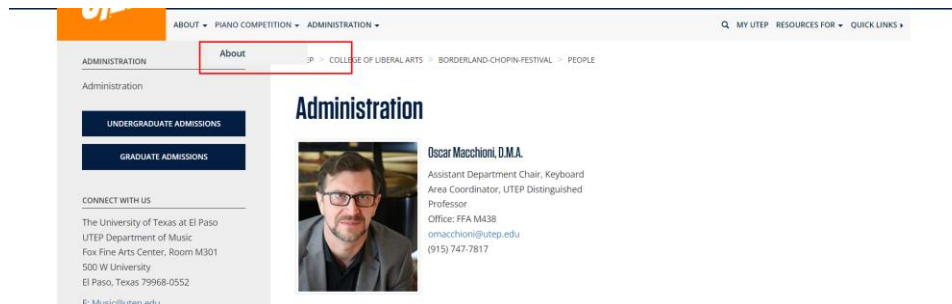 ABOUT PIANO COMPETITION ADMINISTRATION MY UTEP RESOURCES FOR QUICK LINKS
About
ADMINISTRATION
Administration
UNDERGRADUATE ADMISSIONS
GRADUATE ADMISSIONS
CONNECT WITH US
The University of Texas at El Paso
UTEP Department of Music
Fox Fine Arts Center, Room M301
500 W University
El Paso, Texas 79968-0552
E: Music@utep.edu
> COLLEGE OF LIBERAL ARTS > BORDERLAND-CHOPIN-FESTIVAL > PEOPLE
Administration
Oscar Macchioni, D.M.A.
Assistant Department Chair, Keyboard
Area Coordinator, UTEP Distinguished
Professor
Office: FFA M438
omacchioni@utep.edu
(915) 747-7817